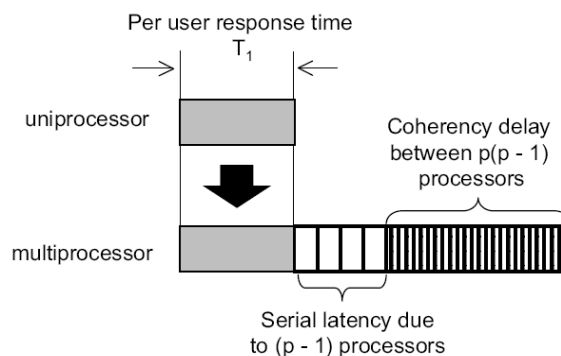 Per user response time
T1
uniprocessor
Coherency delay
between p(p - 1)
processors
multiprocessor
Serial latency due
to (p - 1) processors